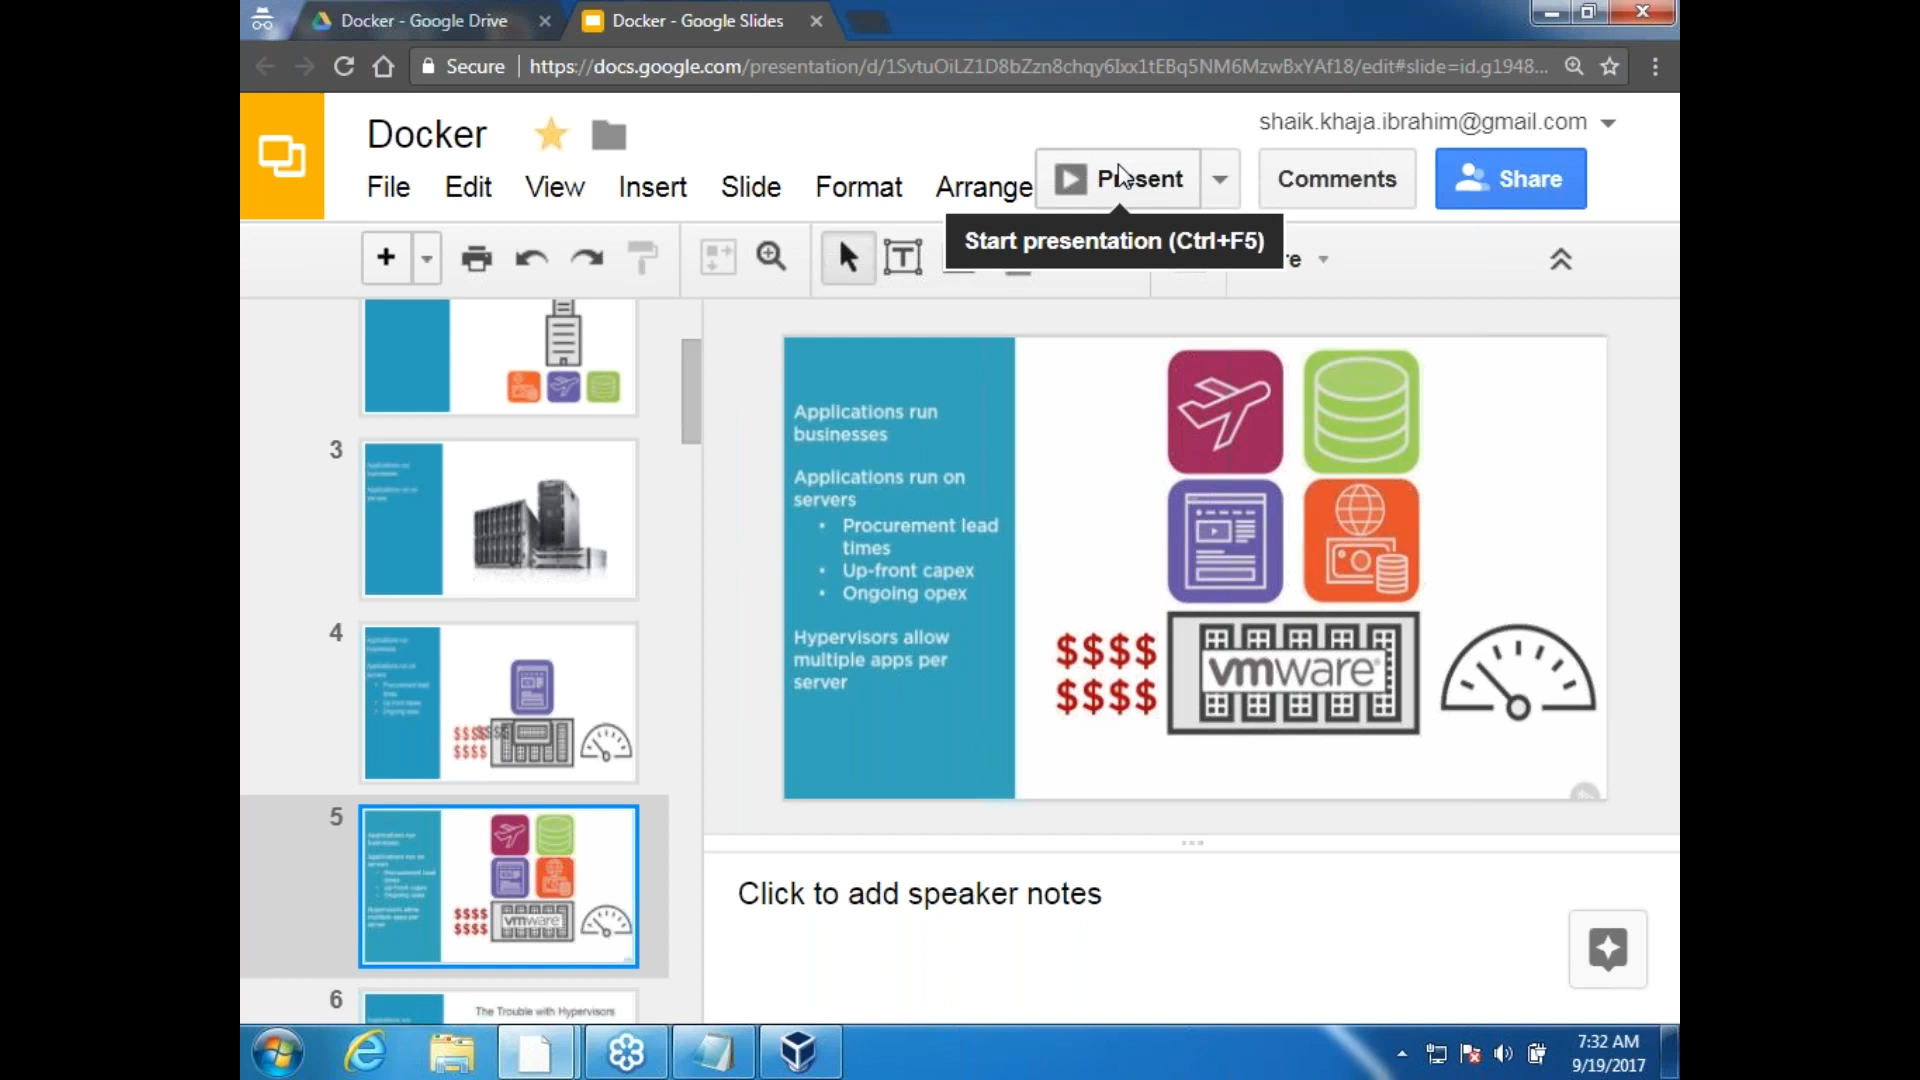 Docker - Google Drive
Docker - Google Slides
Secure
https://docs.google.com/presentation/d/1SvtuOiLZ1D8bZzn8chqy6Ixx1tEBq5NM6MzwBxYAf18/edit#slide=id.g1948...
Docker
shaik.khaja.ibrahim@gmail.com
File Edit View Insert Slide Format Arrange
Present
Comments
Share
Start presentation (Ctrl+F5)
3
4
5
6
$$$$
$$$$
vmware
$$$$
$$$$
The Trouble with Hypervisors
Applications run
businesses
Applications run on
servers
• Procurement lead
times
• Up-front capex
• Ongoing opex
Hypervisors allow
multiple apps per
server
$$$$
$$$$
vmware
Click to add speaker notes
7:32 AM
9/19/2017